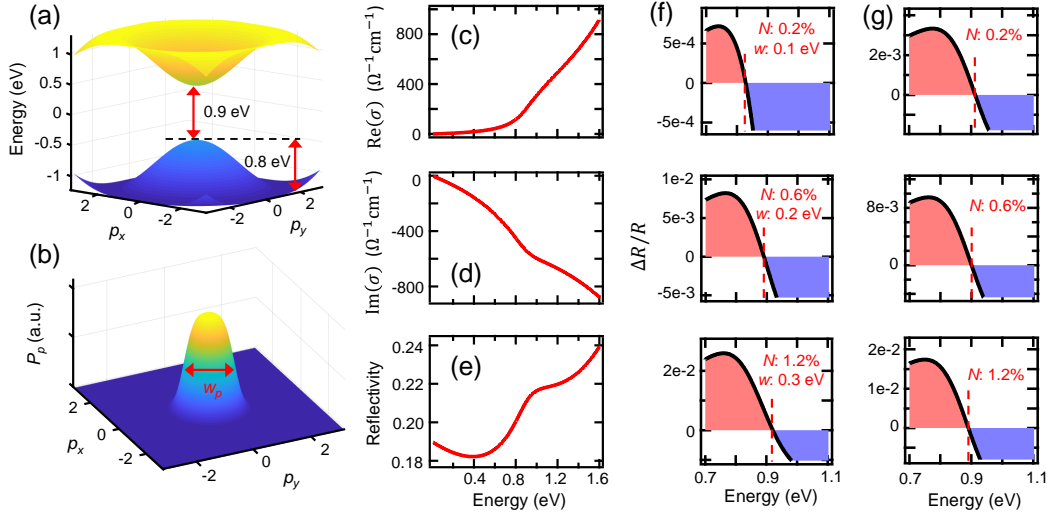 (a)
Energy (eV)
1
0.5
0
-0.5
-1
0.9 eV
0.8 eV
2
0
-2
-2
0
2
px
py
(b)
Pp (a.u.)
wp
2
0
-2
-2
0
2
px
py
(c)
Re(σ) (Ω⁻¹cm⁻¹)
800
400
0
(d)
Im(σ) (Ω⁻¹cm⁻¹)
0
-400
-800
(e)
Reflectivity
0.24
0.22
0.20
0.18
0.0 0.4 0.8 1.2 1.6
Energy (eV)
(f)
ΔR/R
N: 0.2%
w: 0.1 eV
5e-4
0
-5e-4
N: 0.6%
w: 0.2 eV
1e-2
5e-3
0
-5e-3
N: 1.2%
w: 0.3 eV
2e-2
0
0.7 0.9 1.1
Energy (eV)
(g)
N: 0.2%
2e-3
0
N: 0.6%
8e-3
0
N: 1.2%
2e-2
1e-2
0
0.7 0.9 1.1
Energy (eV)